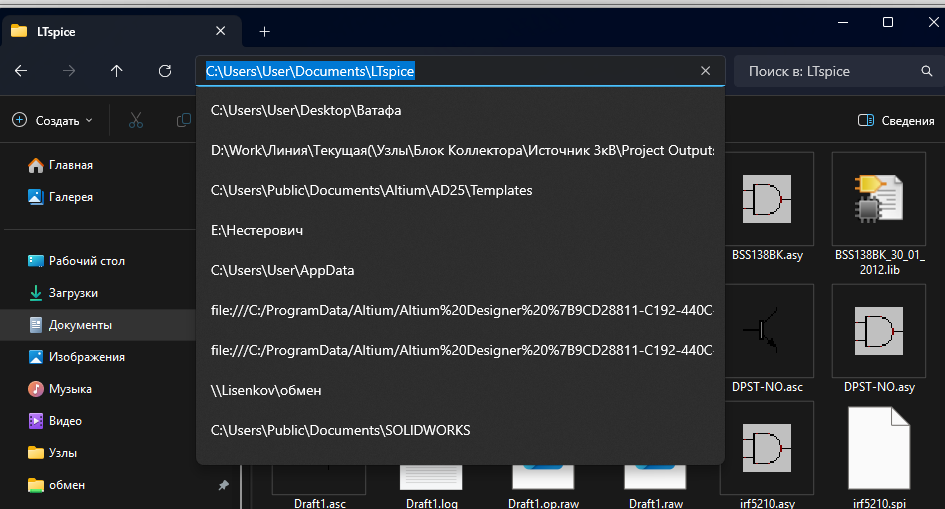 LTspice
C:\Users\User\Documents\LTspice
Поиск в: LTspice
Создать
Сведения
C:\Users\User\Desktop\Ватафа
D:\Work\Линия\Текущая(\Узлы\Блок Коллектора\Источник 3кВ\Project Outputs
C:\Users\Public\Documents\Altium\AD25\Templates
E:\Нестерович
C:\Users\User\AppData
file:///C:/ProgramData/Altium/Altium%20Designer%20%7B9CD28811-C192-440C-
file:///C:/ProgramData/Altium/Altium%20Designer%20%7B9CD28811-C192-440C-
\\Lisenkov\обмен
C:\Users\Public\Documents\SOLIDWORKS
Главная
Галерея
Рабочий стол
Загрузки
Документы
Изображения
Музыка
Видео
Узлы
обмен
BSS138BK.asy
BSS138BK_30_01_
2012.lib
DPST-NO.asc
DPST-NO.asy
Draft1.asc
Draft1.log
Draft1.op.raw
Draft1.raw
irf5210.asy
irf5210.spi